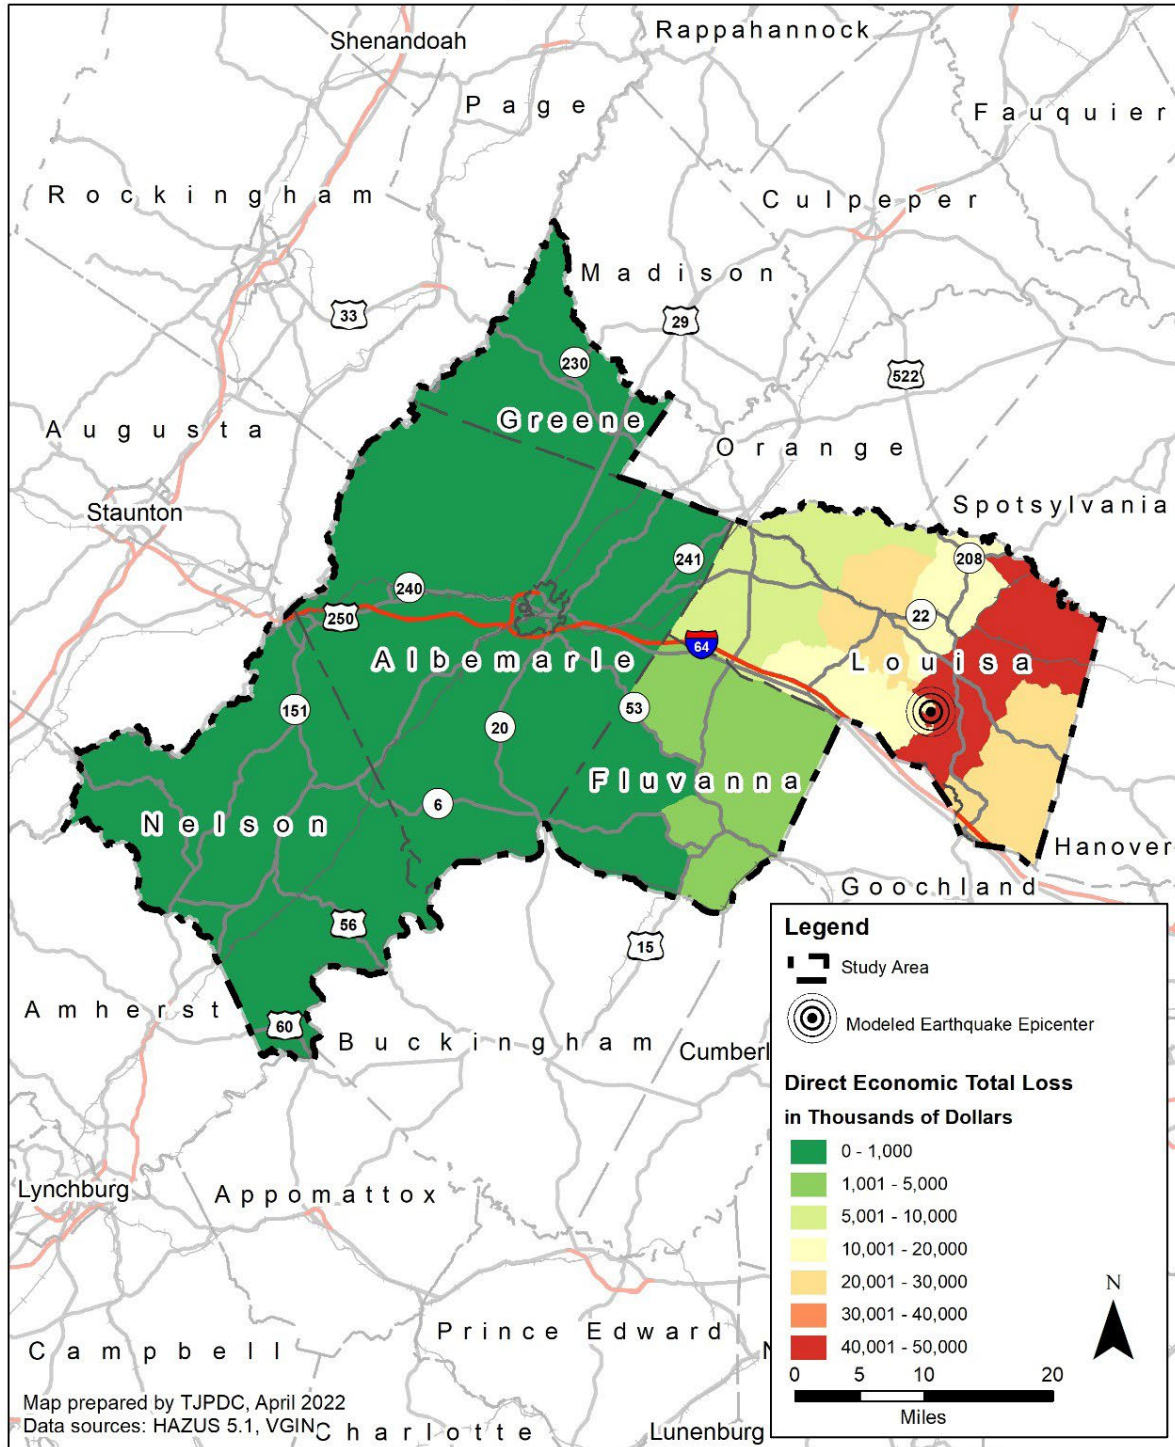 Shenandoah
Rappahannock
Page
Fauquier
Rockingham
Culpeper
Madison
33
29
230
522
Greene
Augusta
Orange
Staunton
Spotsylvania
241
208
240
250
22
64
Albemarle
Louisa
151
53
20
Fluvanna
6
Nelson
Hanover
Goochland
56
15
Amherst
60
Buckingham
Cumberl
Lynchburg
Appomattox
Prince Edward
N
Campbell
Charlotte
Lunenburg
Map prepared by TJPDC, April 2022
Data sources: HAZUS 5.1, VGIN
Legend
Study Area
Modeled Earthquake Epicenter
Direct Economic Total Loss
in Thousands of Dollars
0 - 1,000
1,001 - 5,000
5,001 - 10,000
10,001 - 20,000
20,001 - 30,000
30,001 - 40,000
40,001 - 50,000
N
0 5 10 20
Miles